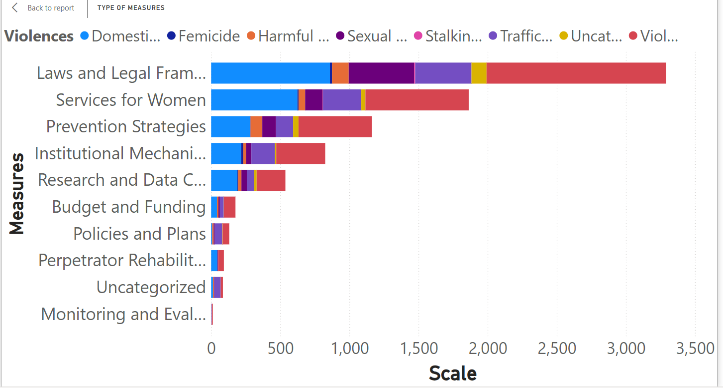 Back to report TYPE OF MEASURES
Violences Domesti... Femicide Harmful ... Sexual ... Stalkin... Traffic... Uncat... Viol...
Laws and Legal Fram...
Services for Women
Prevention Strategies
Institutional Mechani...
Research and Data C...
Budget and Funding
Policies and Plans
Perpetrator Rehabilit...
Uncategorized
Monitoring and Eval...
Measures
0 500 1,000 1,500 2,000 2,500 3,000 3,500
Scale